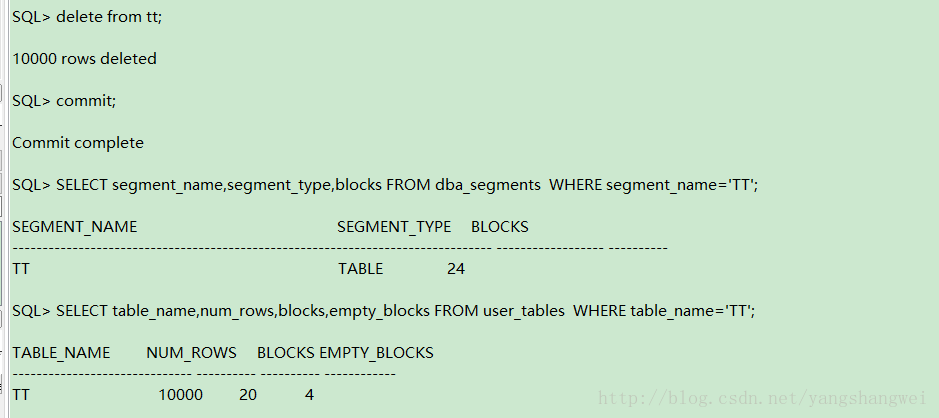 SQL> delete from tt;
10000 rows deleted
SQL> commit;
Commit complete
SQL> SELECT segment_name,segment_type,blocks FROM dba_segments  WHERE segment_name='TT';
SEGMENT_NAME SEGMENT_TYPE BLOCKS
-------------------------------------------------------------------------------- ------------------ ----------
TT TABLE 24
SQL> SELECT table_name,num_rows,blocks,empty_blocks FROM user_tables  WHERE table_name='TT';
TABLE_NAME NUM_ROWS BLOCKS EMPTY_BLOCKS
------------------------------ ---------- ---------- ------------
TT 10000 20 4
http://blog.csdn.net/yangshangwei